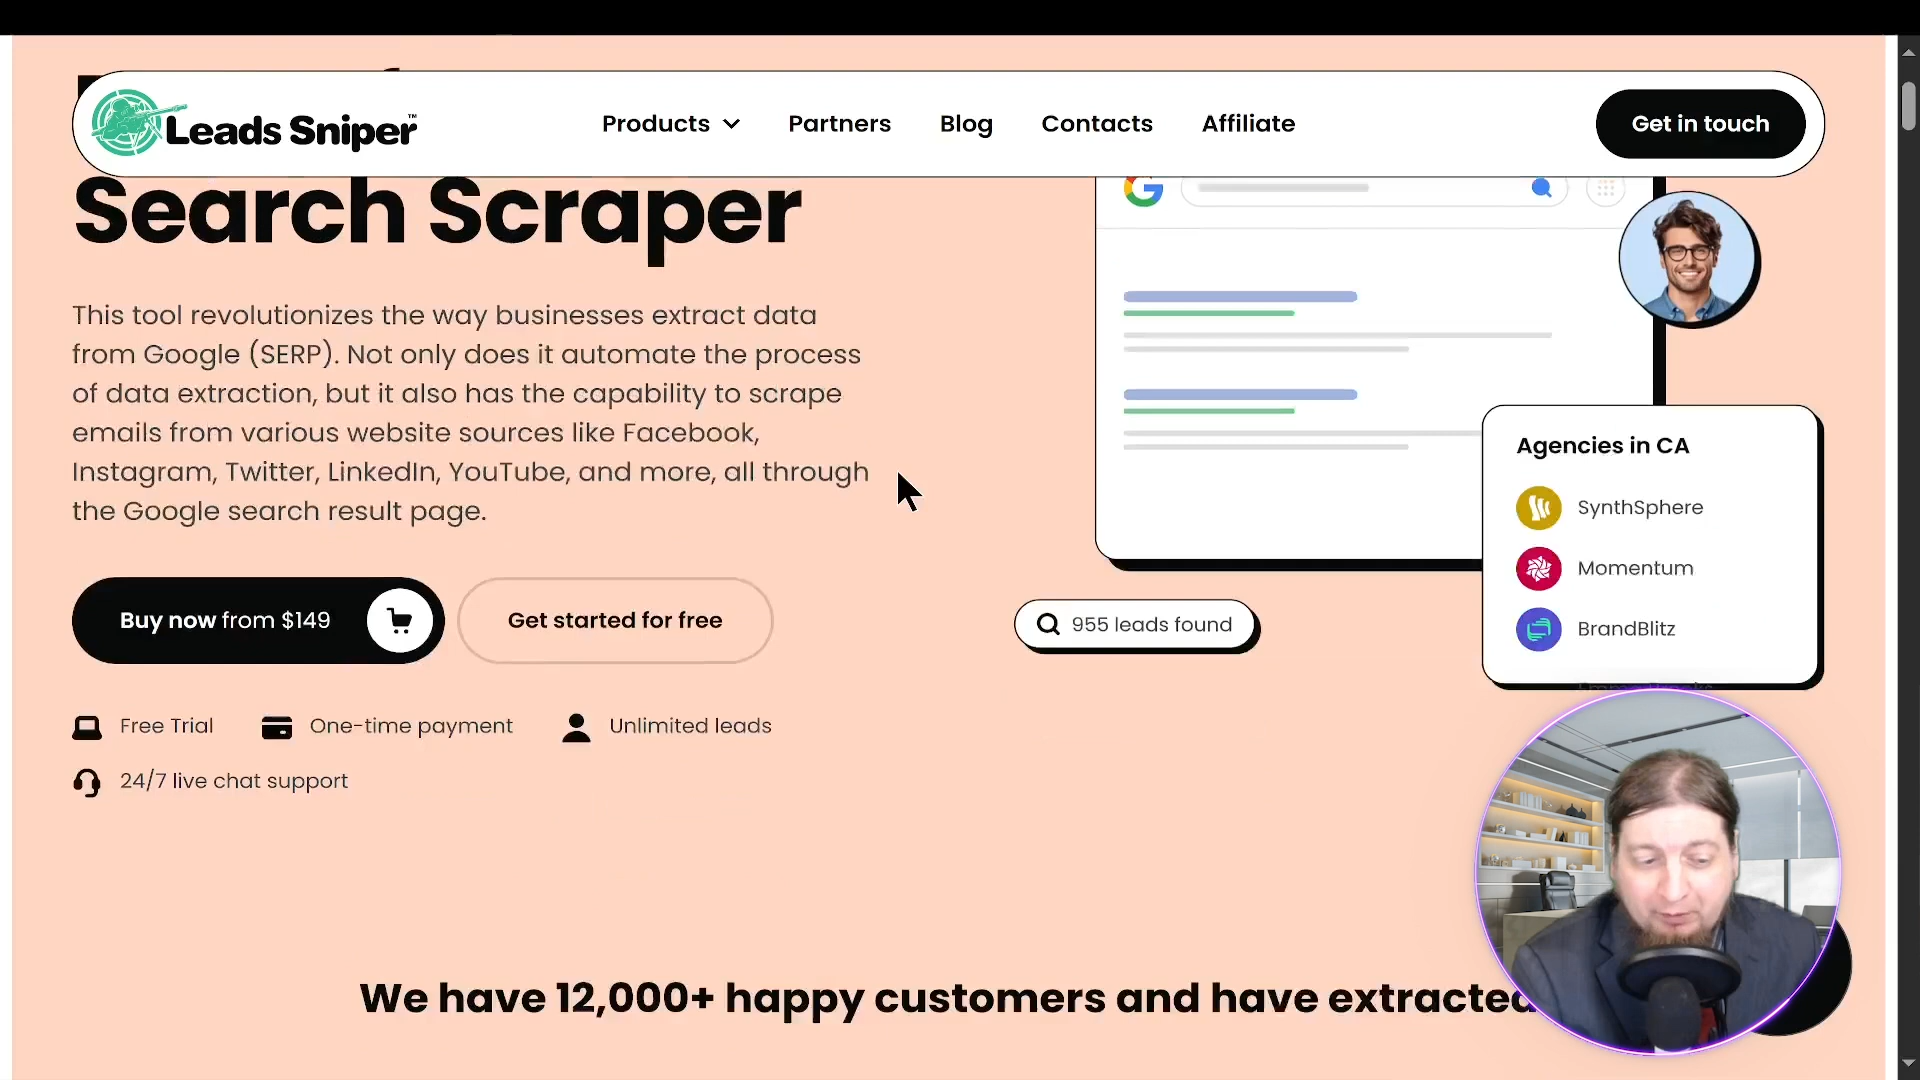 Leads Sniper™
Products
Partners
Blog
Contacts
Affiliate
Get in touch
Search Scraper
This tool revolutionizes the way businesses extract data
from Google (SERP). Not only does it automate the process
of data extraction, but it also has the capability to scrape
emails from various website sources like Facebook,
Instagram, Twitter, LinkedIn, YouTube, and more, all through
the Google search result page.
Buy now from $149
Get started for free
Free Trial
One-time payment
Unlimited leads
24/7 live chat support
G
955 leads found
Agencies in CA
SynthSphere
Momentum
BrandBlitz
We have 12,000+ happy customers and have extracted